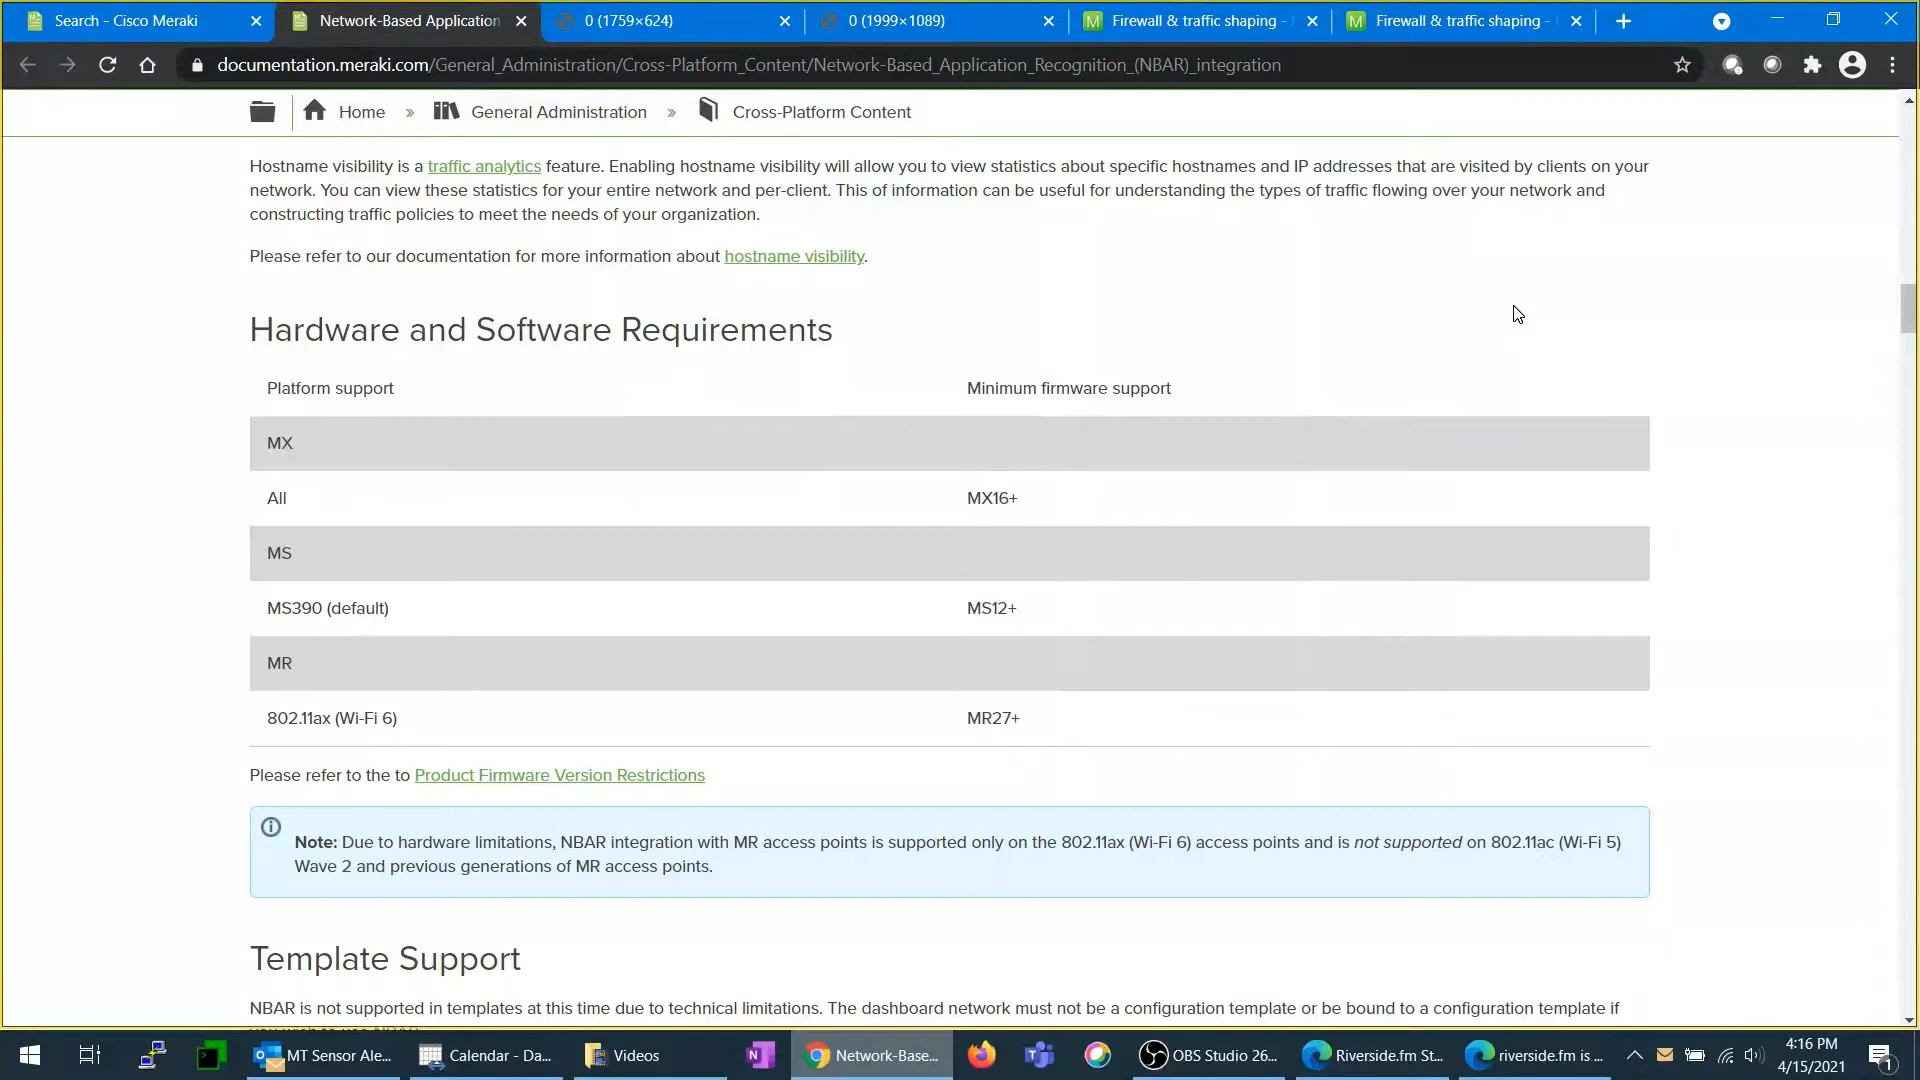 Search - Cisco Meraki
Network-Based Application
0 (1759×624)
0 (1999×1089)
Firewall & traffic shaping -
Firewall & traffic shaping -
documentation.meraki.com/General_Administration/Cross-Platform_Content/Network-Based_Application_Recognition_(NBAR)_integration
Home » General Administration » Cross-Platform Content
Hostname visibility is a traffic analytics feature. Enabling hostname visibility will allow you to view statistics about specific hostnames and IP addresses that are visited by clients on your
network. You can view these statistics for your entire network and per-client. This of information can be useful for understanding the types of traffic flowing over your network and
constructing traffic policies to meet the needs of your organization.
Please refer to our documentation for more information about hostname visibility.
Hardware and Software Requirements
Platform support Minimum firmware support
MX
All MX16+
MS
MS390 (default) MS12+
MR
802.11ax (Wi-Fi 6) MR27+
Please refer to the to Product Firmware Version Restrictions
Note: Due to hardware limitations, NBAR integration with MR access points is supported only on the 802.11ax (Wi-Fi 6) access points and is not supported on 802.11ac (Wi-Fi 5)
Wave 2 and previous generations of MR access points.
Template Support
NBAR is not supported in templates at this time due to technical limitations. The dashboard network must not be a configuration template or be bound to a configuration template if
MT Sensor Ale...
Calendar - Da...
Videos
Network-Base...
OBS Studio 26...
Riverside.fm St...
riverside.fm is ...
4:16 PM
4/15/2021
1